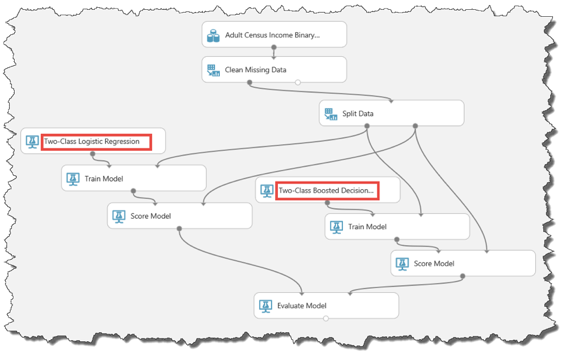 Adult Census Income Binary...
Clean Missing Data
Split Data
Two-Class Logistic Regression
Train Model
Two-Class Boosted Decision...
Score Model
Train Model
Score Model
Evaluate Model